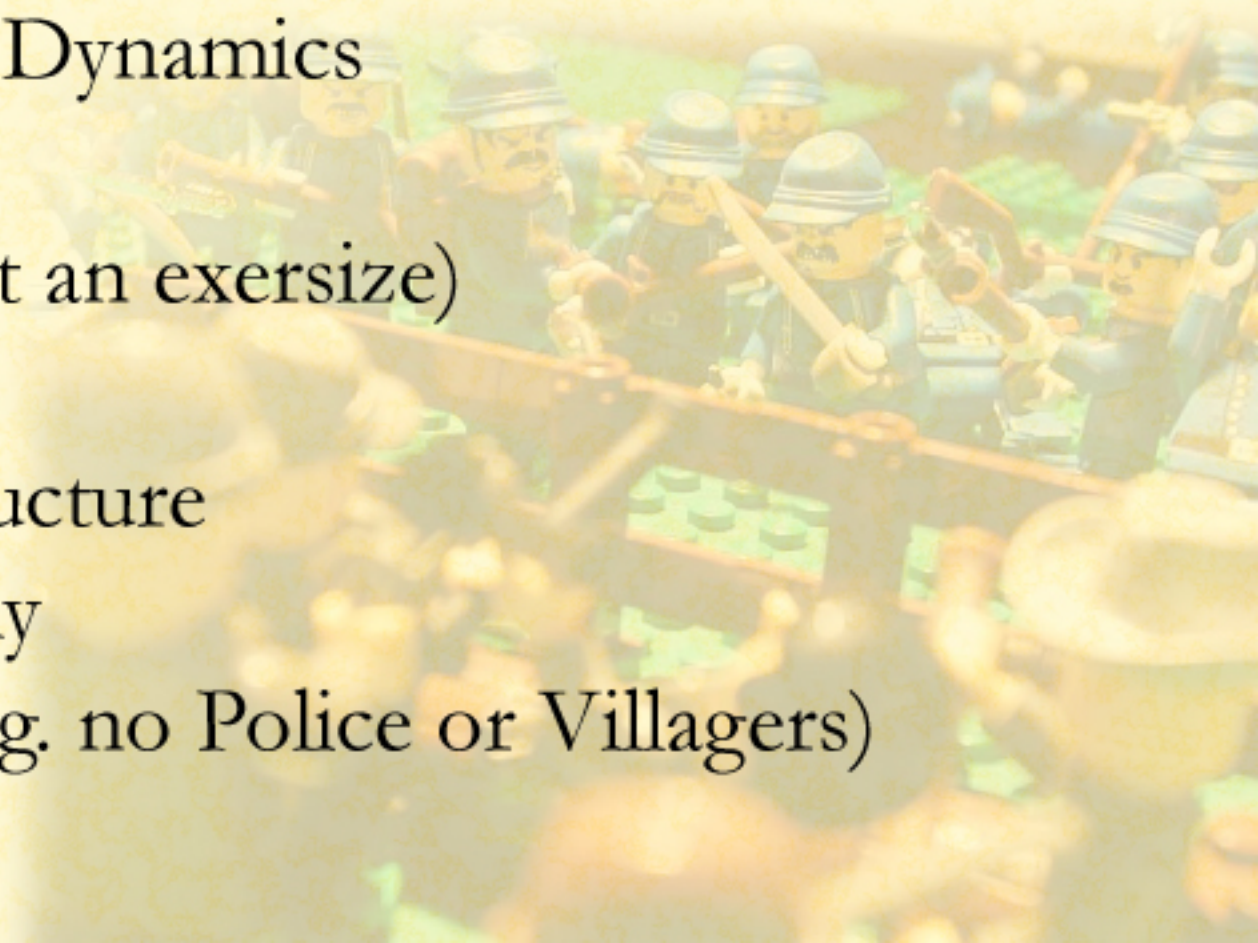 Dynamics
t an exersize)
ucture
y
g. no Police or Villagers)